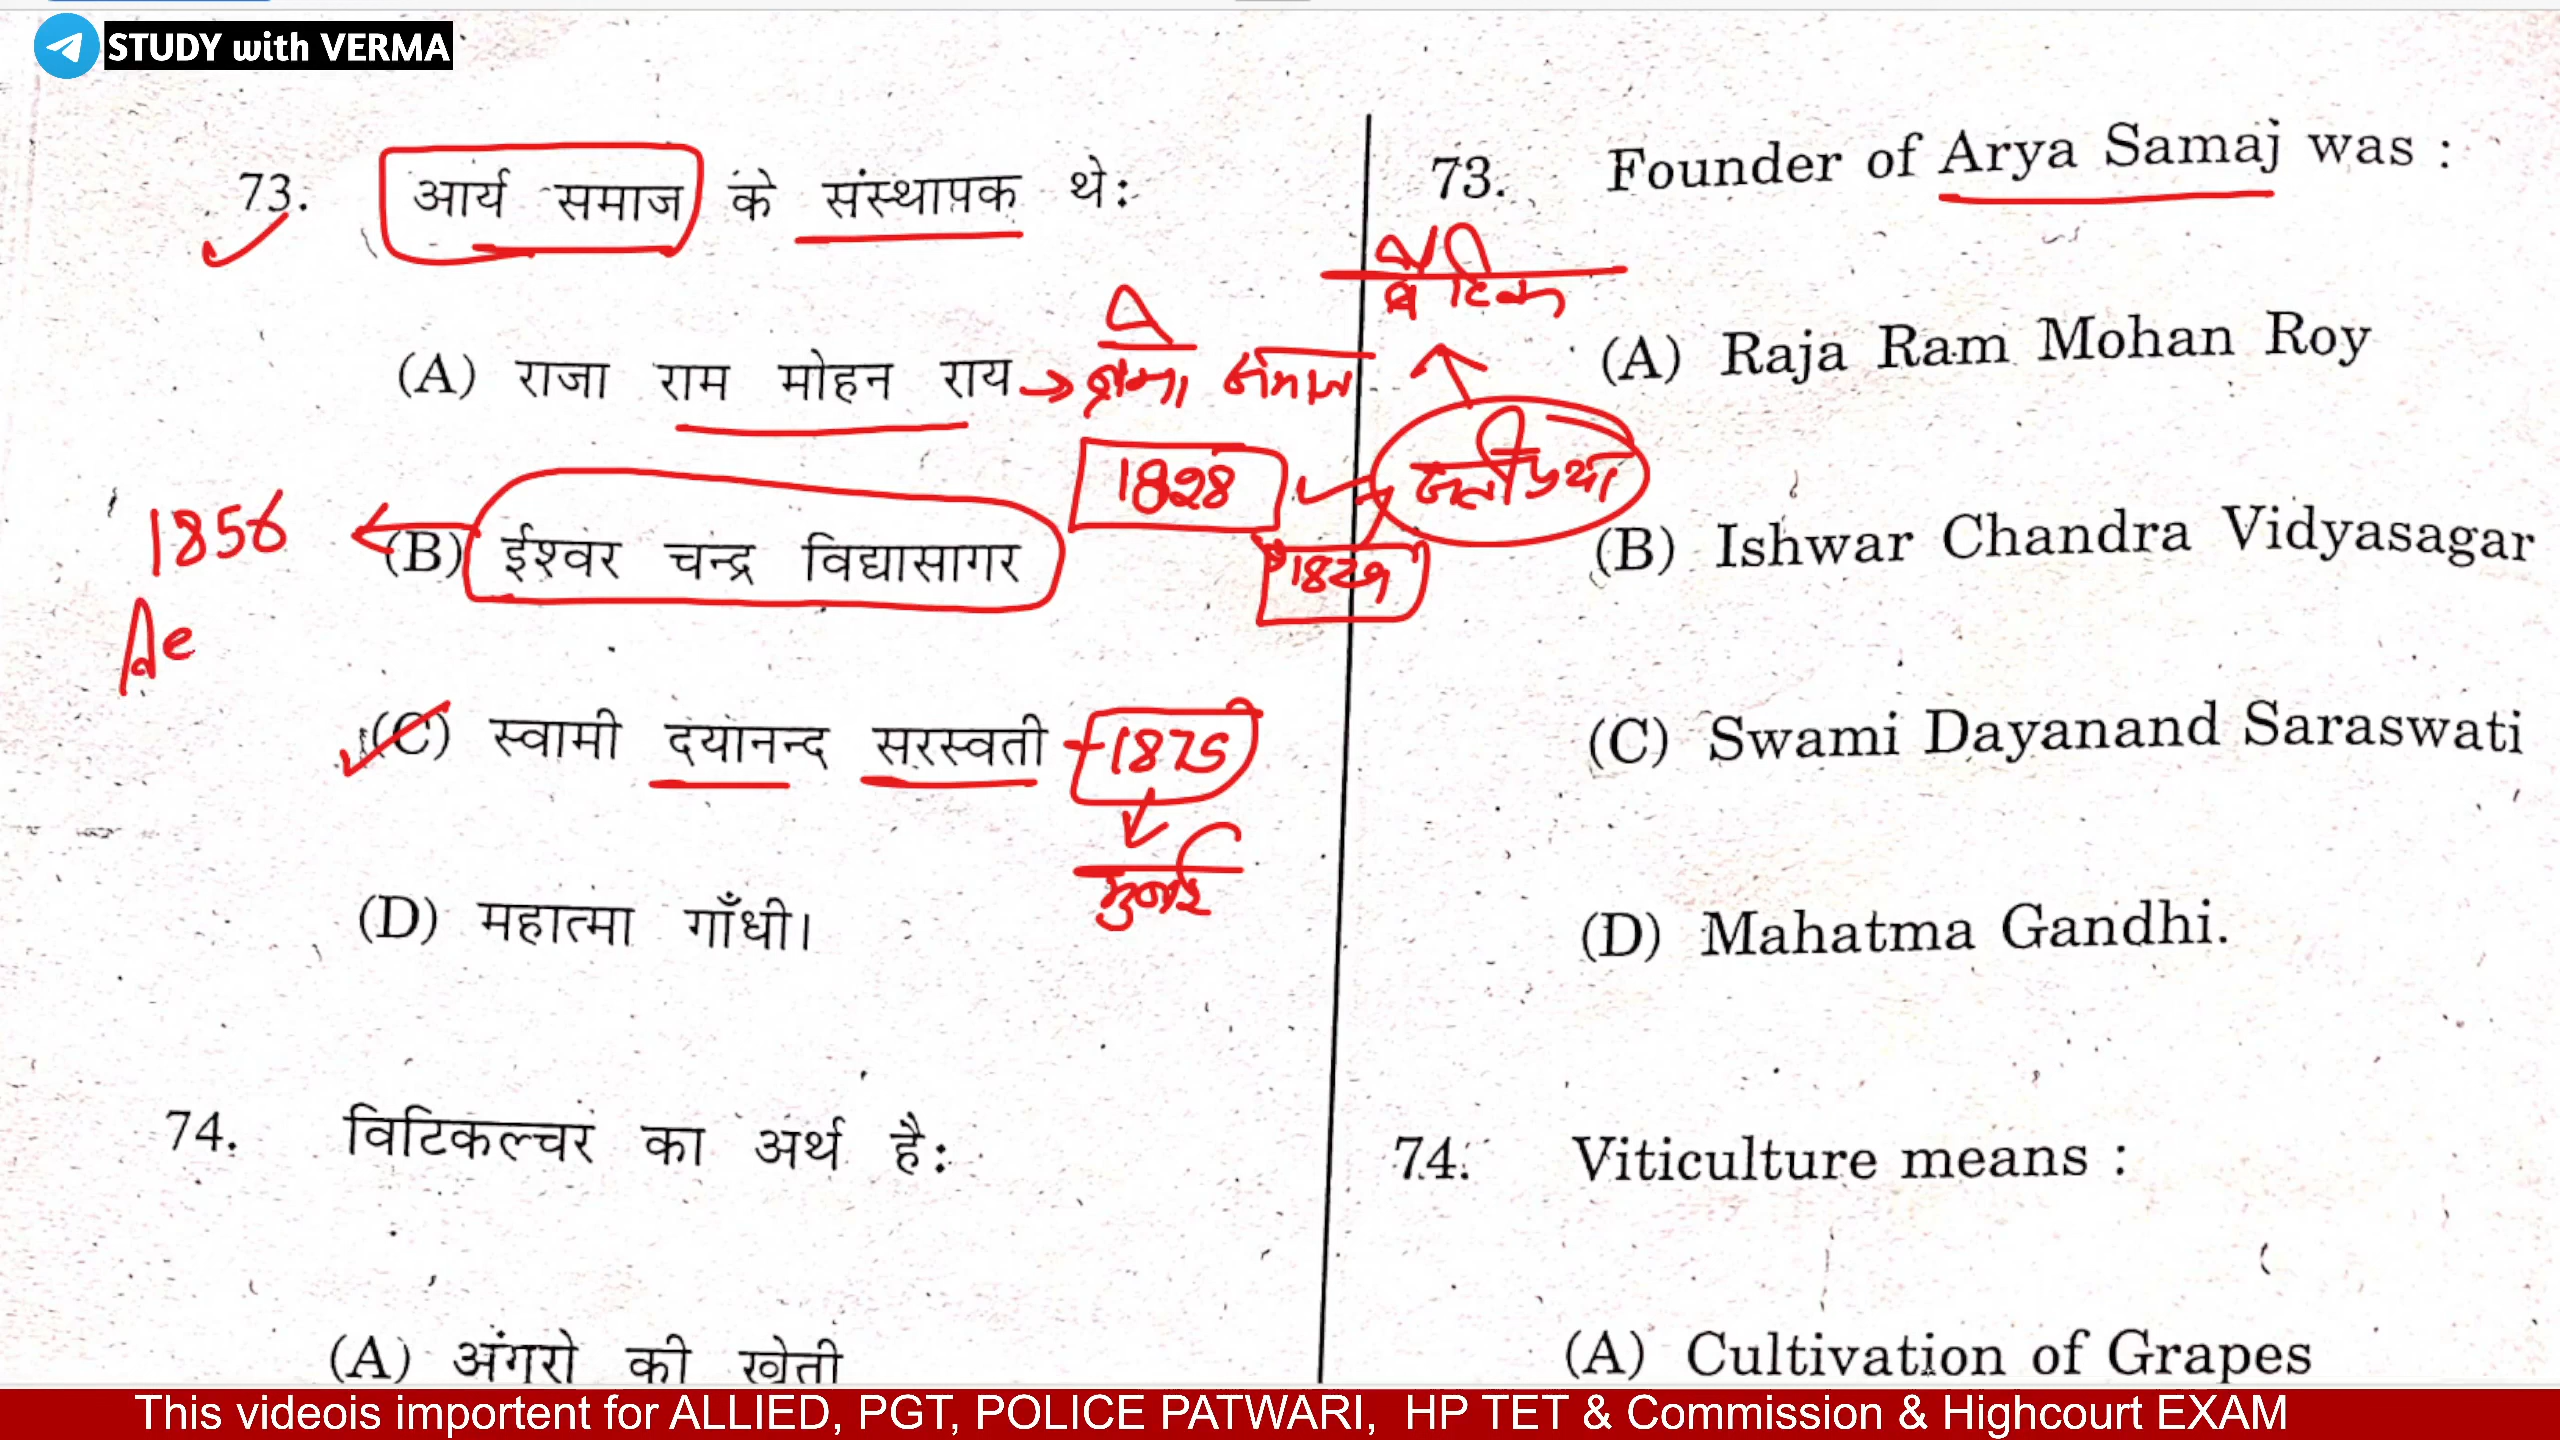 STUDY with VERMA
73. आर्य समाज के संस्थापक थे:
(A) राजा राम मोहन राय
1828
1829
1856
(B) ईश्वर चन्द्र विद्यासागर
(C) स्वामी दयानन्द सरस्वती
1875
(D) महात्मा गाँधी।
74. विटिकल्चर का अर्थ है:
(A) अंगूरो की खेती
73. Founder of Arya Samaj was :
(A) Raja Ram Mohan Roy
(B) Ishwar Chandra Vidyasagar
(C) Swami Dayanand Saraswati
(D) Mahatma Gandhi.
74. Viticulture means :
(A) Cultivation of Grapes
This videois importent for ALLIED, PGT, POLICE PATWARI, HP TET & Commission & Highcourt EXAM